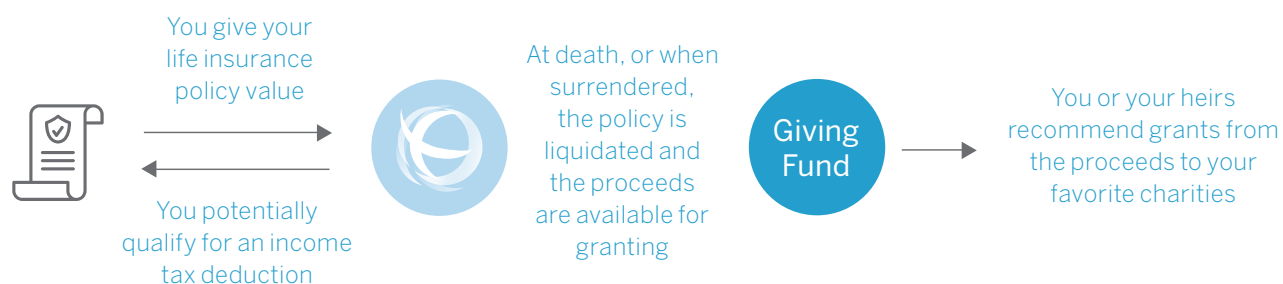 You give your
life insurance
policy value
You potentially
qualify for an income
tax deduction
At death, or when
surrendered,
the policy is
liquidated and
the proceeds
are available for
granting
Giving
Fund
You or your heirs
recommend grants from
the proceeds to your
favorite charities